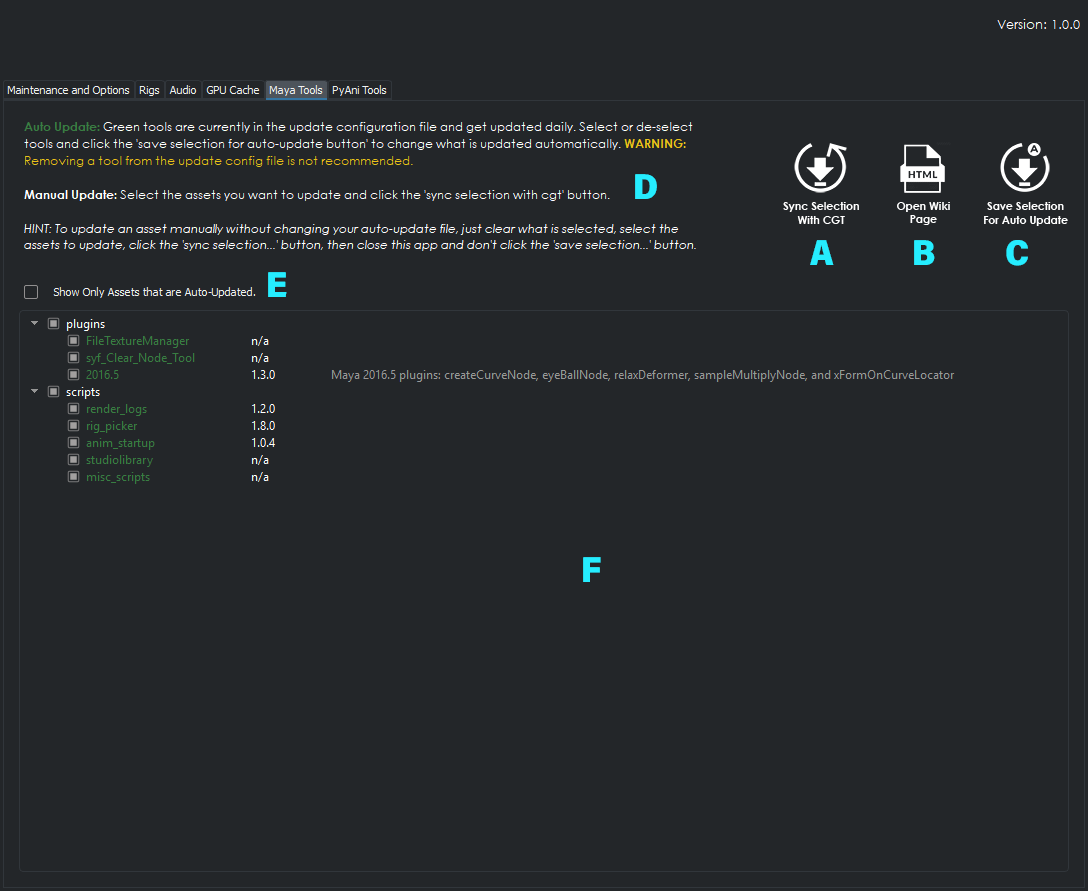 Version: 1.0.0
Maintenance and Options Rigs Audio GPU Cache Maya Tools PyAni Tools
Auto Update: Green tools are currently in the update configuration file and get updated daily. Select or de-select
tools and click the 'save selection for auto-update button' to change what is updated automatically. WARNING:
Removing a tool from the update config file is not recommended.
Manual Update: Select the assets you want to update and click the 'sync selection with cgt' button.
D
HINT: To update an asset manually without changing your auto-update file, just clear what is selected, select the
assets to update, click the 'sync selection...' button, then close this app and don't click the 'save selection...' button.
Sync Selection
With CGT
A
HTML
Open Wiki
Page
B
A
Save Selection
For Auto Update
C
Show Only Assets that are Auto-Updated.
E
plugins
FileTextureManager n/a
syf_Clear_Node_Tool n/a
2016.5 1.3.0 Maya 2016.5 plugins: createCurveNode, eyeBallNode, relaxDeformer, sampleMultiplyNode, and xFormOnCurveLocator
scripts
render_logs 1.2.0
rig_picker 1.8.0
anim_startup 1.0.4
studiolibrary n/a
misc_scripts n/a
F